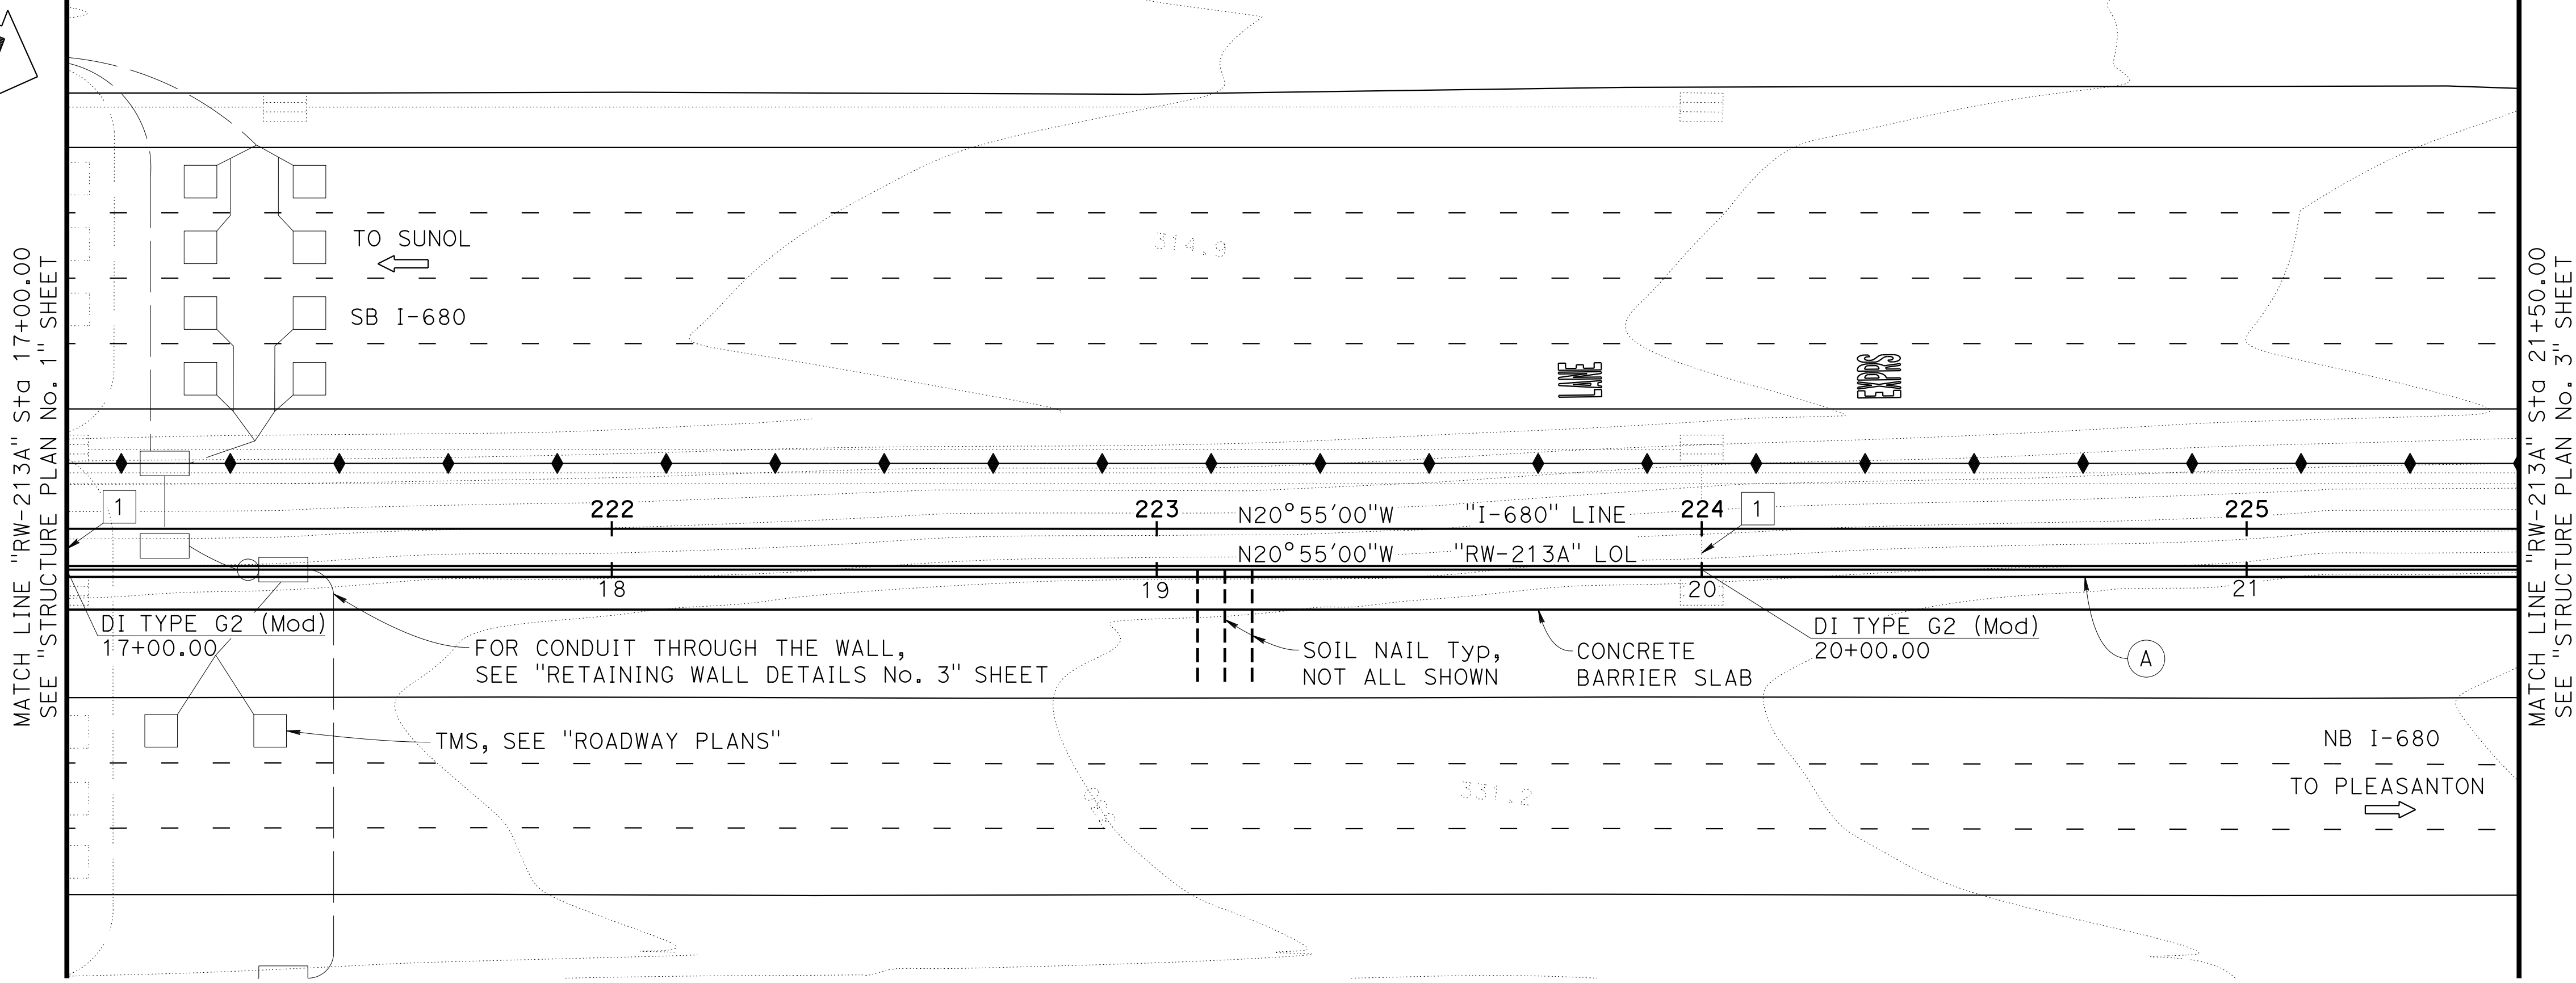 MATCH LINE "RW-213A" Sta 17+00.00
SEE "STRUCTURE PLAN No. 1" SHEET
TO SUNOL
SB I-680
314.9
LANE
EXPRS
1
222
223
N20°55'00"W "I-680" LINE
224
1
225
N20°55'00"W "RW-213A" LOL
18
19
20
21
DI TYPE G2 (Mod)
17+00.00
FOR CONDUIT THROUGH THE WALL,
SEE "RETAINING WALL DETAILS No. 3" SHEET
SOIL NAIL Typ,
NOT ALL SHOWN
CONCRETE
BARRIER SLAB
DI TYPE G2 (Mod)
20+00.00
A
TMS, SEE "ROADWAY PLANS"
331.2
NB I-680
TO PLEASANTON
MATCH LINE "RW-213A" Sta 21+50.00
SEE "STRUCTURE PLAN No. 3" SHEET